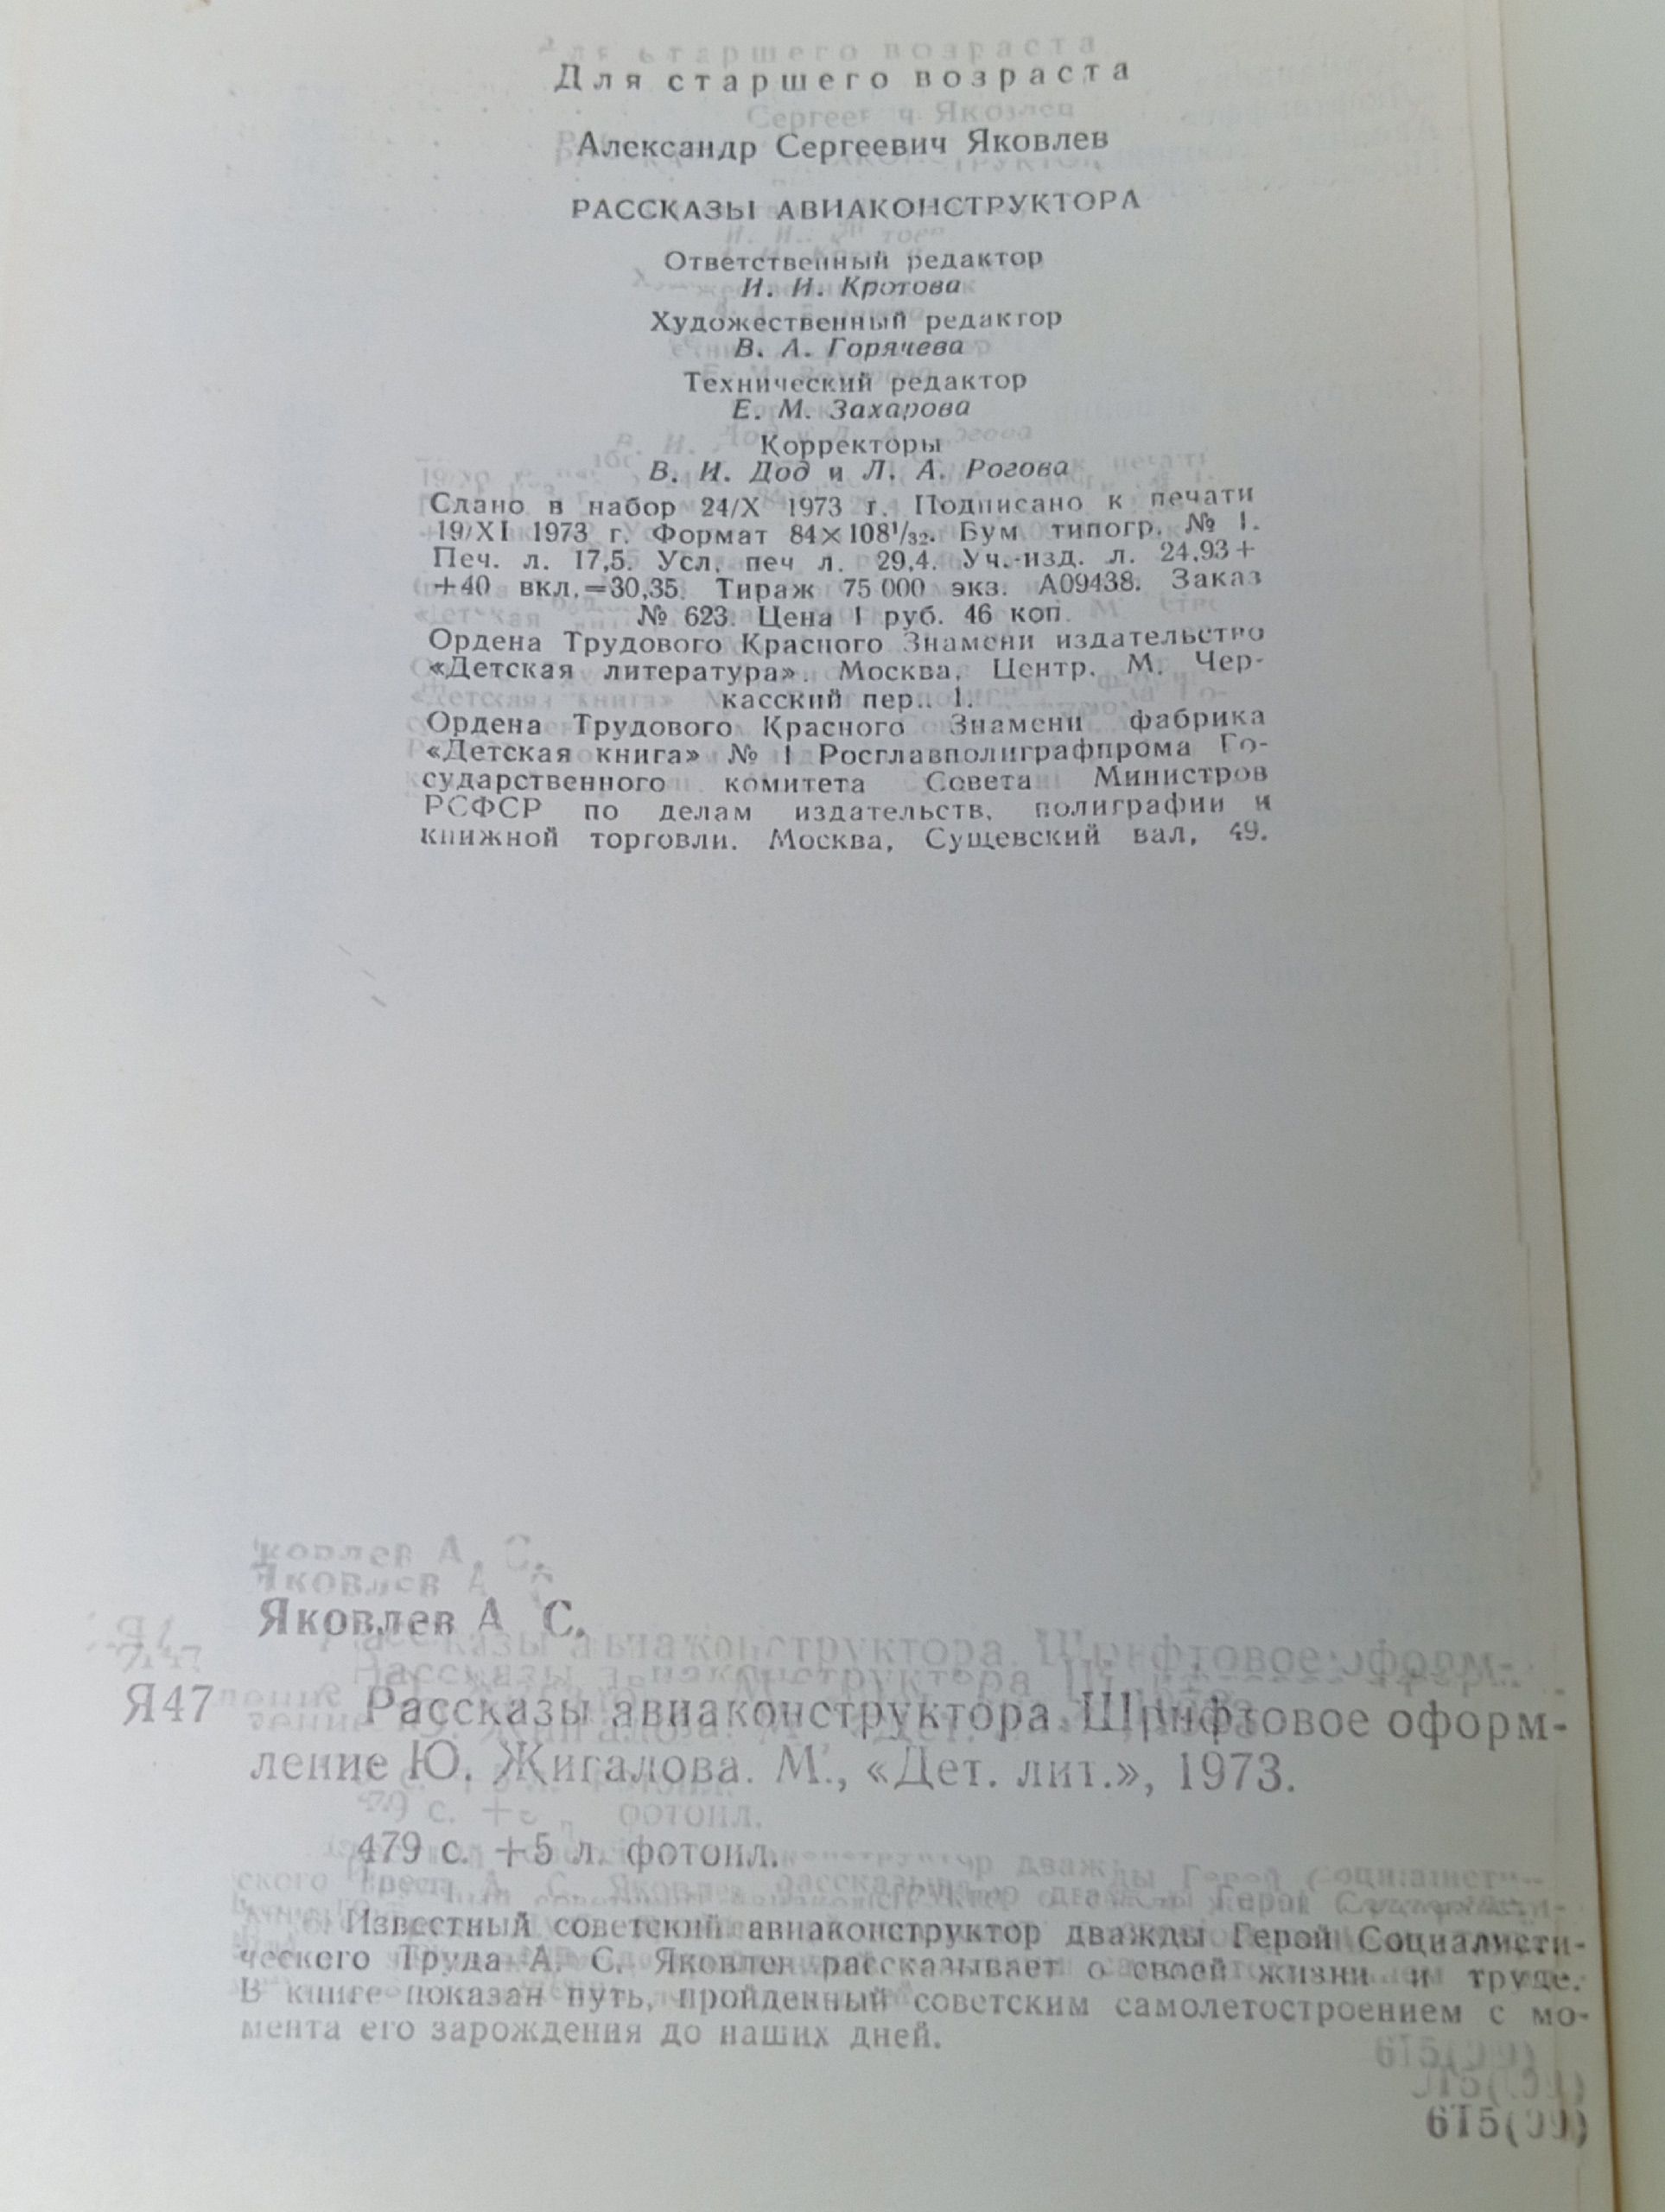 Для старшего возраста
Александр Сергеевич Яковлев
РАССКАЗЫ АВИАКОНСТРУКТОРА
Ответственный редактор
И. И. Кротова
Художественный редактор
В. А. Горячева
Технический редактор
Е. М. Захарова
Корректоры
В. И. Дод и Л. А. Рогова
Сдано в набор 24/X 1973 г. Подписано к печати
19/XI 1973 г. Формат 84×108¹/₃₂. Бум типогр. № 1.
Печ. л. 17,5. Усл. печ л. 29,4. Уч.-изд. л. 24,93+
+40 вкл.=30,35. Тираж 75 000 экз. А09438. Заказ
№ 623. Цена 1 руб. 46 коп.
Ордена Трудового Красного Знамени издательство
«Детская литература». Москва, Центр, М. Чер-
касский пер., 1.
Ордена Трудового Красного Знамени фабрика
«Детская книга» № 1 Росглавполиграфпрома Го-
сударственного комитета Совета Министров
РСФСР по делам издательств, полиграфии и
книжной торговли. Москва, Сущевский вал, 49.
Яковлев А С.
Я47 Рассказы авиаконструктора. Шрифтовое оформ-
ление Ю. Жигалова. М., «Дет. лит.», 1973.
479 с. +5 л. фотоил.
Известный советский авиаконструктор дважды Герой Социалисти-
ческого Труда А. С. Яковлев рассказывает о своей жизни и труде.
В книге показан путь, пройденный советским самолетостроением с мо-
мента его зарождения до наших дней.